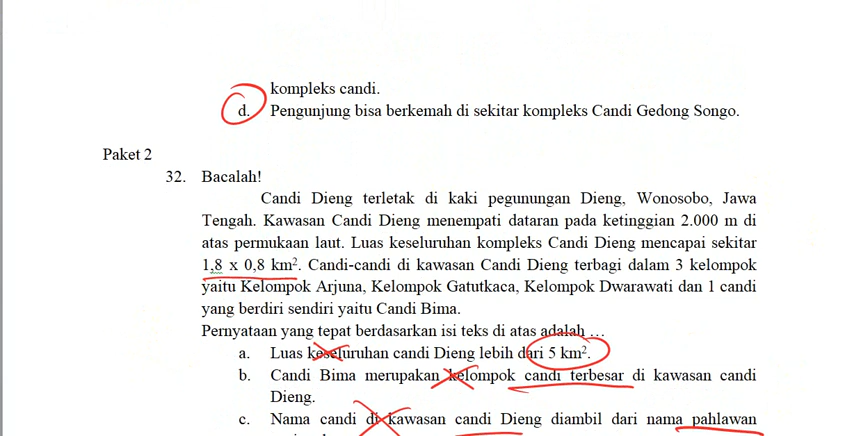 kompleks candi.
d. Pengunjung bisa berkemah di sekitar kompleks Candi Gedong Songo.
Paket 2
32. Bacalah!
Candi Dieng terletak di kaki pegunungan Dieng, Wonosobo, Jawa
Tengah. Kawasan Candi Dieng menempati dataran pada ketinggian 2.000 m di
atas permukaan laut. Luas keseluruhan kompleks Candi Dieng mencapai sekitar
1,8 x 0,8 km². Candi-candi di kawasan Candi Dieng terbagi dalam 3 kelompok
yaitu Kelompok Arjuna, Kelompok Gatutkaca, Kelompok Dwarawati dan 1 candi
yang berdiri sendiri yaitu Candi Bima.
Pernyataan yang tepat berdasarkan isi teks di atas adalah …
a. Luas keseluruhan candi Dieng lebih dari 5 km².
b. Candi Bima merupakan kelompok candi terbesar di kawasan candi
Dieng.
c. Nama candi di kawasan candi Dieng diambil dari nama pahlawan